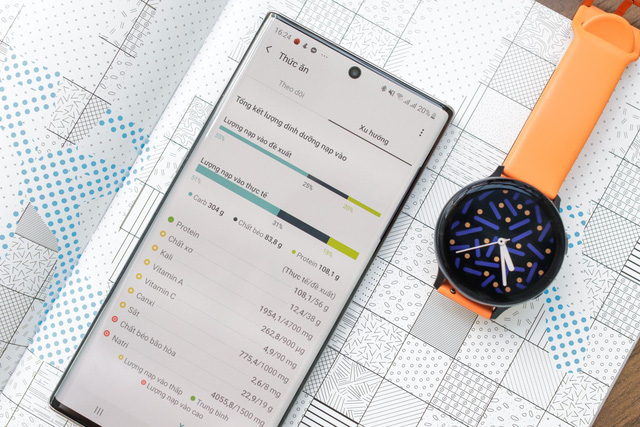 16:24 20%
Thức ăn
Theo dõi Xu hướng
Tổng kết lượng dinh dưỡng nạp vào
Lượng nạp vào đề xuất
25% 20%
Lượng nạp vào thực tế
51% 31% 18%
Carb 304 g Chất béo 83,8 g Protein 108,1 g
(Thực tế/đề xuất)
Protein 108,1/56 g
Chất xơ 12,4/38 g
Kali 1954,1/4700 mg
Vitamin A 262,8/900 µg
Vitamin C 4,9/90 mg
Canxi 775,4/1000 mg
Sắt 2,6/8 mg
Chất béo bão hòa 22,9/19 g
Natri 4055,8/1500 mg
Lượng nạp vào thấp Trung bình
Lượng nạp vào cao